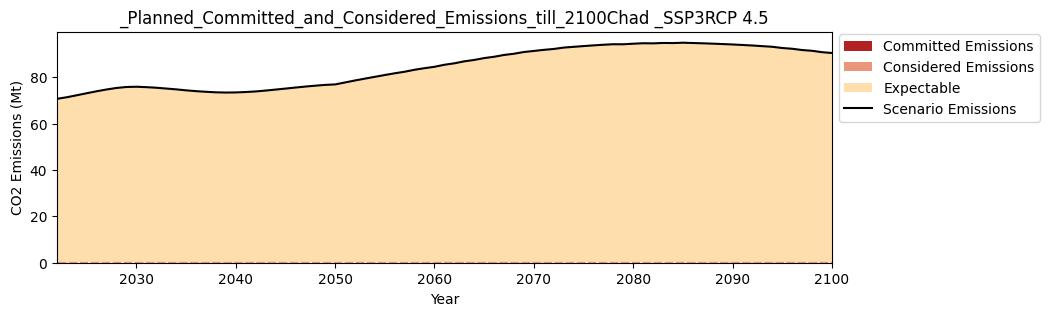 _Planned_Committed_and_Considered_Emissions_till_2100Chad _SSP3RCP 4.5
Committed Emissions
Considered Emissions
Expectable
Scenario Emissions
CO2 Emissions (Mt)
80
60
40
20
0
2030 2040 2050 2060 2070 2080 2090 2100
Year